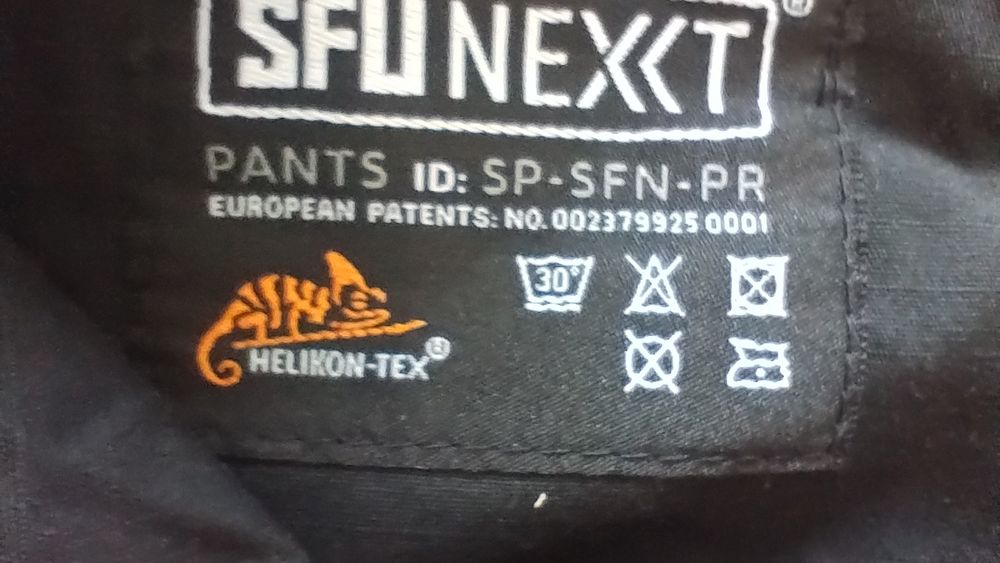 SFU NEXT
®
PANTS ID: SP-SFN-PR
EUROPEAN PATENTS: NO. 002379925 0001
30°
HELIKON-TEX®